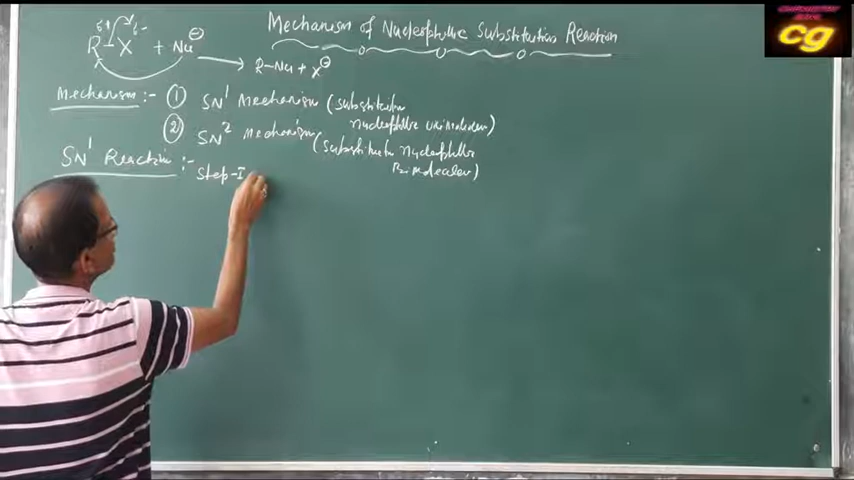 Mechanism of Nucleophilic Substitution Reaction
R-X + Nu⊖ → R-Nu + X⊖
δ+ δ-
Mechanism :- ① SN1 Mechanism (Substitution
nucleophilic unimolecular)
② SN2 Mechanism (Substitution nucleophilic
Bimolecular)
SN1 Reaction :- Step-I
cg